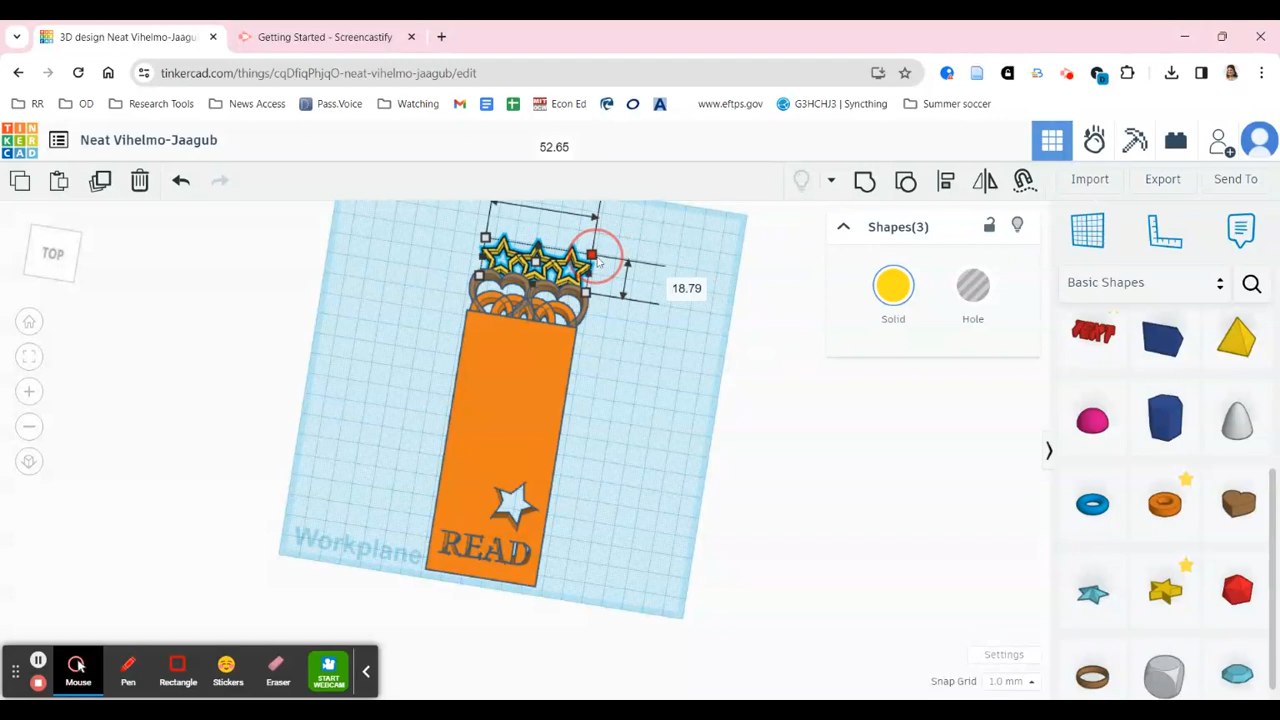 3D design Neat Vihelmo-Jaagu
Getting Started - Screencastify
tinkercad.com/things/cqDfiqPhjqO-neat-vihelmo-jaagub/edit
RR
OD
Research Tools
News Access
Pass.Voice
Watching
Econ Ed
www.eftps.gov
G3HCHJ3 | Syncthing
Summer soccer
TIN
KER
CAD
Neat Vihelmo-Jaagub
52.65
Import
Export
Send To
TOP
Shapes(3)
Solid
Hole
Basic Shapes
18.79
TEXT
READ
Workplane
Settings
Snap Grid
1.0 mm
Mouse
Pen
Rectangle
Stickers
Eraser
START
WEBCAM